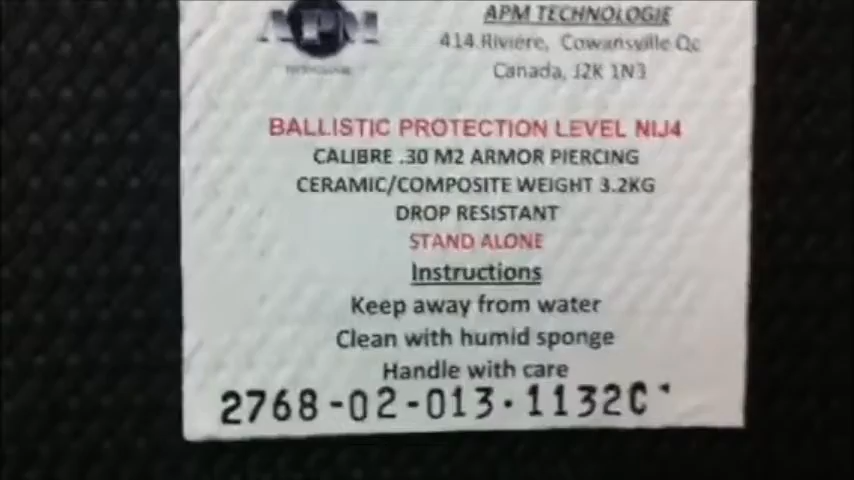 APM
APM TECHNOLOGIE
414 Rivière, Cowansville Qc
Canada, J2K 1N3
BALLISTIC PROTECTION LEVEL NIJ4
CALIBRE .30 M2 ARMOR PIERCING
CERAMIC/COMPOSITE WEIGHT 3.2KG
DROP RESISTANT
STAND ALONE
Instructions
Keep away from water
Clean with humid sponge
Handle with care
2768-02-013·1132C